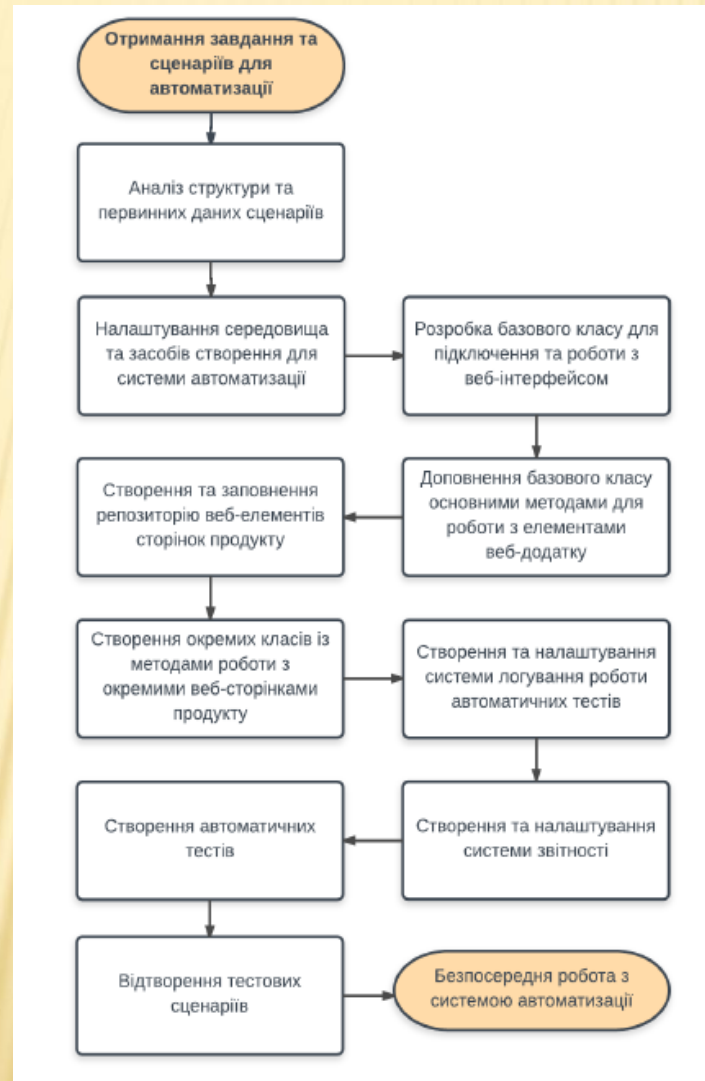 Отримання завдання та
сценаріїв для
автоматизації
Аналіз структури та
первинних даних сценаріїв
Налаштування середовища
та засобів створення для
системи автоматизації
Розробка базового класу для
підключення та роботи з
веб-інтерфейсом
Доповнення базового класу
основними методами для
роботи з елементами
веб-додатку
Створення та заповнення
репозиторію веб-елементів
сторінок продукту
Створення окремих класів із
методами роботи з
окремими веб-сторінками
продукту
Створення та налаштування
системи логування роботи
автоматичних тестів
Створення та налаштування
системи звітності
Створення автоматичних
тестів
Відтворення тестових
сценаріїв
Безпосередня робота з
системою автоматизації